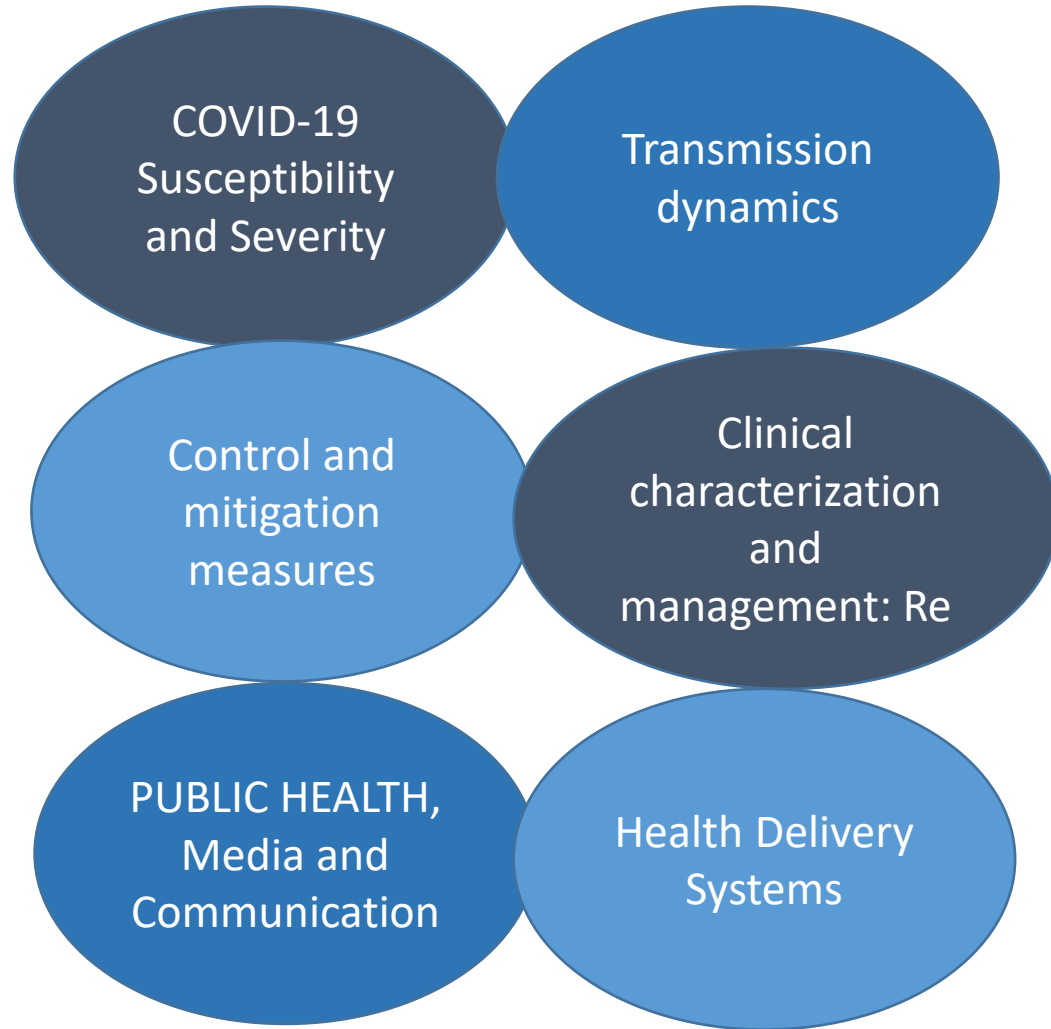 COVID-19
Susceptibility
and Severity
Transmission
dynamics
Control and
mitigation
measures
Clinical
characterization
and
management: Re
PUBLIC HEALTH,
Media and
Communication
Health Delivery
Systems